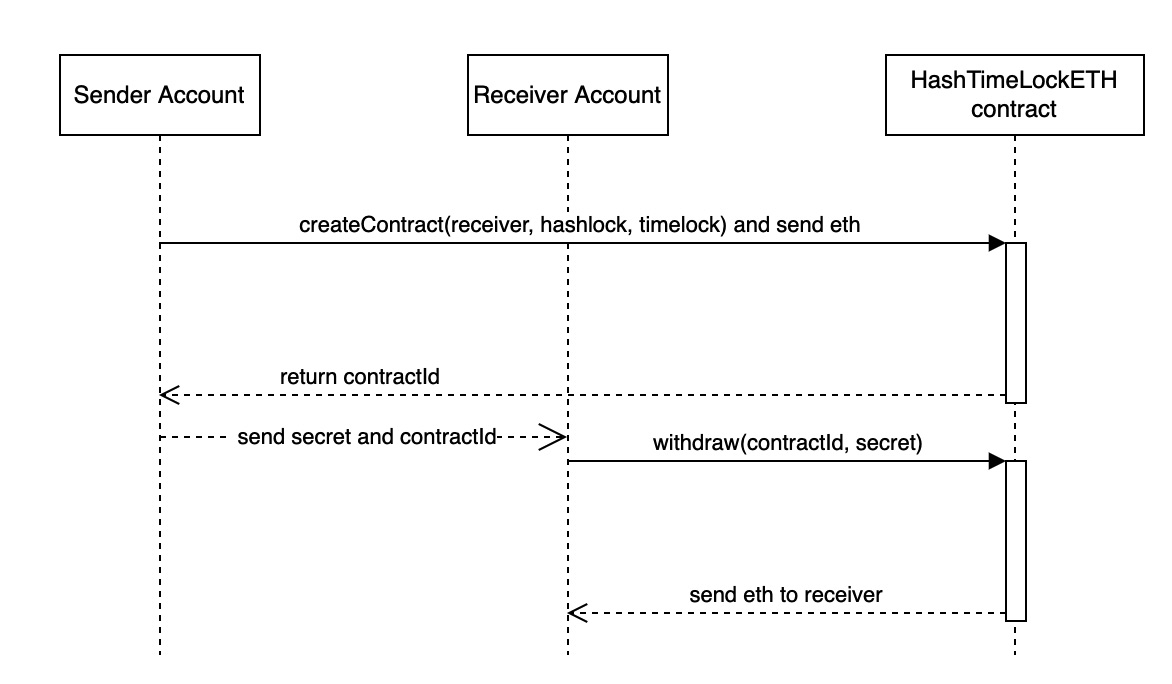 Sender Account
Receiver Account
HashTimeLockETH
contract
createContract(receiver, hashlock, timelock) and send eth
return contractId
send secret and contractId
withdraw(contractId, secret)
send eth to receiver